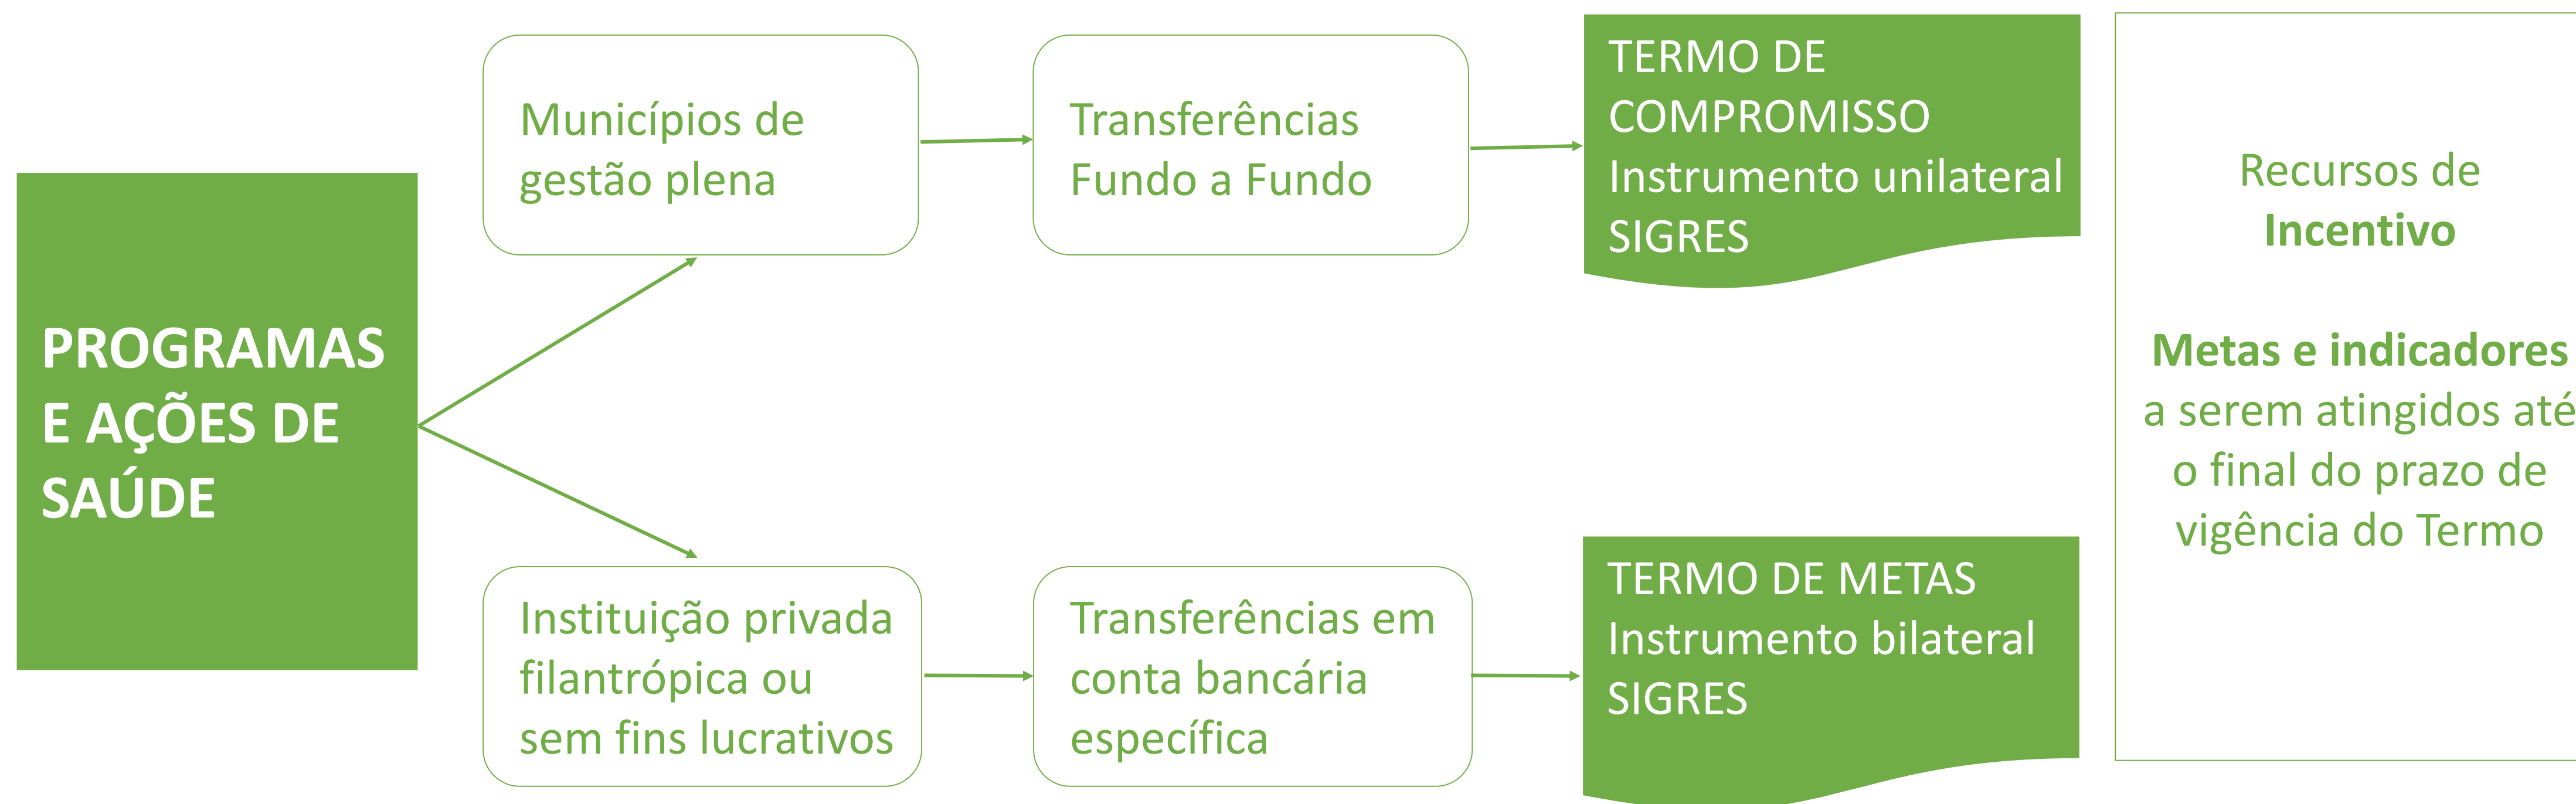 PROGRAMAS
E AÇÕES DE
SAÚDE
Municípios de
gestão plena
Transferências
Fundo a Fundo
TERMO DE
COMPROMISSO
Instrumento unilateral
SIGRES
Instituição privada
filantrópica ou
sem fins lucrativos
Transferências em
conta bancária
específica
TERMO DE METAS
Instrumento bilateral
SIGRES
Recursos de
Incentivo
Metas e indicadores
a serem atingidos até
o final do prazo de
vigência do Termo